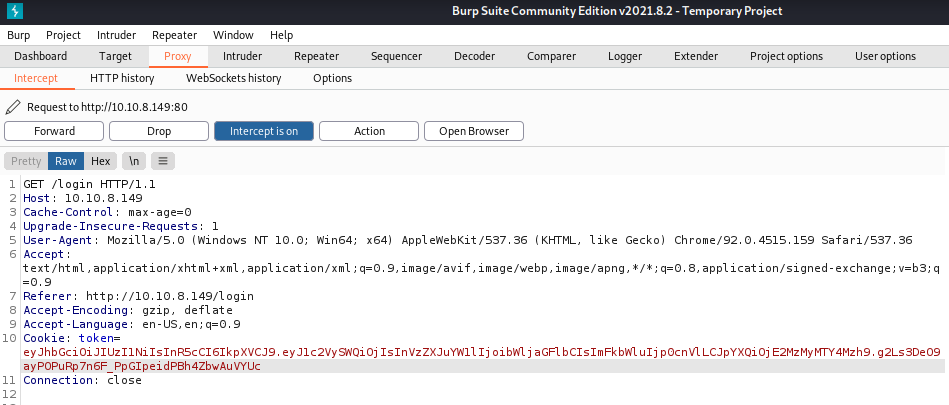 Burp Suite Community Edition v2021.8.2 - Temporary Project
Burp Project Intruder Repeater Window Help
Dashboard Target Proxy Intruder Repeater Sequencer Decoder Comparer Logger Extender Project options User options
Intercept HTTP history WebSockets history Options
Request to http://10.10.8.149:80
Forward Drop Intercept is on Action Open Browser
Pretty Raw Hex \n
1 GET /login HTTP/1.1
2 Host: 10.10.8.149
3 Cache-Control: max-age=0
4 Upgrade-Insecure-Requests: 1
5 User-Agent: Mozilla/5.0 (Windows NT 10.0; Win64; x64) AppleWebKit/537.36 (KHTML, like Gecko) Chrome/92.0.4515.159 Safari/537.36
6 Accept:
text/html,application/xhtml+xml,application/xml;q=0.9,image/avif,image/webp,image/apng,*/*;q=0.8,application/signed-exchange;v=b3;q
=0.9
7 Referer: http://10.10.8.149/login
8 Accept-Encoding: gzip, deflate
9 Accept-Language: en-US,en;q=0.9
10 Cookie: token=
eyJhbGciOiJIUzI1NiIsInR5cCI6IkpXVCJ9.eyJ1c2VySWQiOjIsInVzZXJuYW1lIjoibWljaGFlbCIsImFkbWluIjp0cnVlLCJpYXQiOjE2MzMyMTY4Mzh9.g2Ls3DeO9
ayPOPuRp7n6F_PpGIpeidPBh4ZbwAuVYUc
11 Connection: close
12